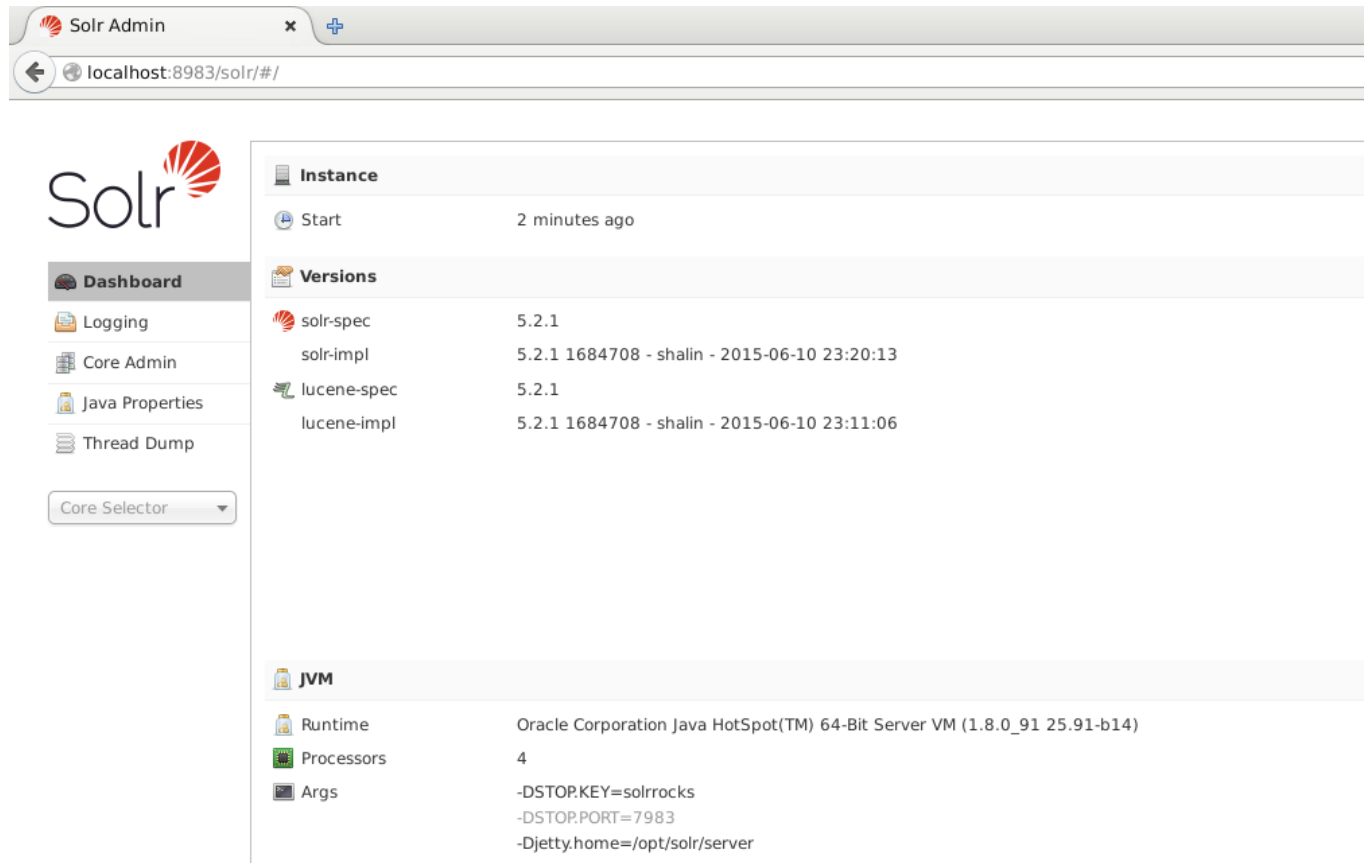 Solr Admin
localhost:8983/solr/#/
Solr
Instance
Start 2 minutes ago
Dashboard
Versions
Logging
solr-spec 5.2.1
solr-impl 5.2.1 1684708 - shalin - 2015-06-10 23:20:13
Core Admin
lucene-spec 5.2.1
Java Properties
lucene-impl 5.2.1 1684708 - shalin - 2015-06-10 23:11:06
Thread Dump
Core Selector
JVM
Runtime Oracle Corporation Java HotSpot(TM) 64-Bit Server VM (1.8.0_91 25.91-b14)
Processors 4
Args -DSTOP.KEY=solrrocks
-DSTOP.PORT=7983
-Djetty.home=/opt/solr/server